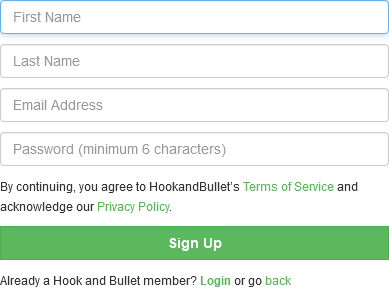 First Name
Last Name
Email Address
Password (minimum 6 characters)
By continuing, you agree to HookandBullet's Terms of Service and
acknowledge our Privacy Policy.
Sign Up
Already a Hook and Bullet member? Login or go back